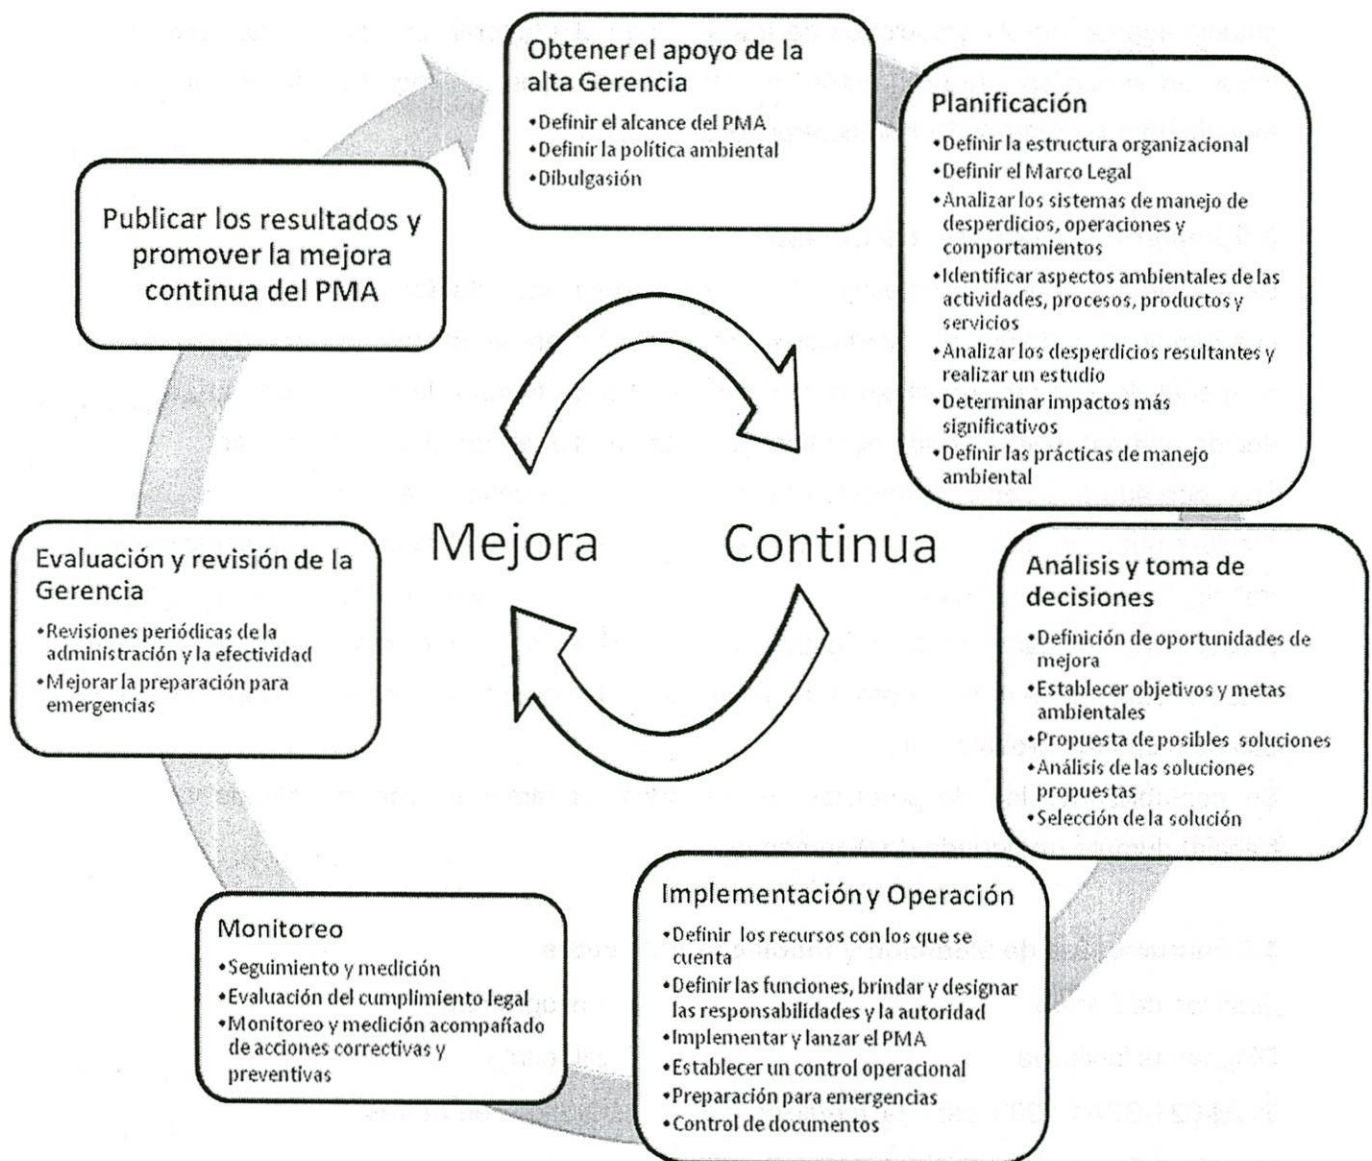 Obtener el apoyo de la
alta Gerencia
•Definir el alcance del PMA
•Definir la política ambiental
•Dibulgasión
Planificación
•Definir la estructura organizacional
•Definir el Marco Legal
•Analizar los sistemas de manejo de
desperdicios, operaciones y
comportamientos
•Identificar aspectos ambientales de las
actividades, procesos, productos y
servicios
•Analizar los desperdicios resultantes y
realizar un estudio
•Determinar impactos más
significativos
•Definir las prácticas de manejo
ambiental
Análisis y toma de
decisiones
•Definición de oportunidades de
mejora
•Establecer objetivos y metas
ambientales
•Propuesta de posibles soluciones
•Análisis de las soluciones
propuestas
•Selección de la solución
Implementación y Operación
•Definir los recursos con los que se
cuenta
•Definir las funciones, brindar y designar
las responsabilidades y la autoridad
•Implementar y lanzar el PMA
•Establecer un control operacional
•Preparación para emergencias
•Control de documentos
Monitoreo
•Seguimiento y medición
•Evaluación del cumplimiento legal
•Monitoreo y medición acompañado
de acciones correctivas y
preventivas
Evaluación y revisión de la
Gerencia
•Revisiones periódicas de la
administración y la efectividad
•Mejorar la preparación para
emergencias
Publicar los resultados y
promover la mejora
continua del PMA
Mejora Continua